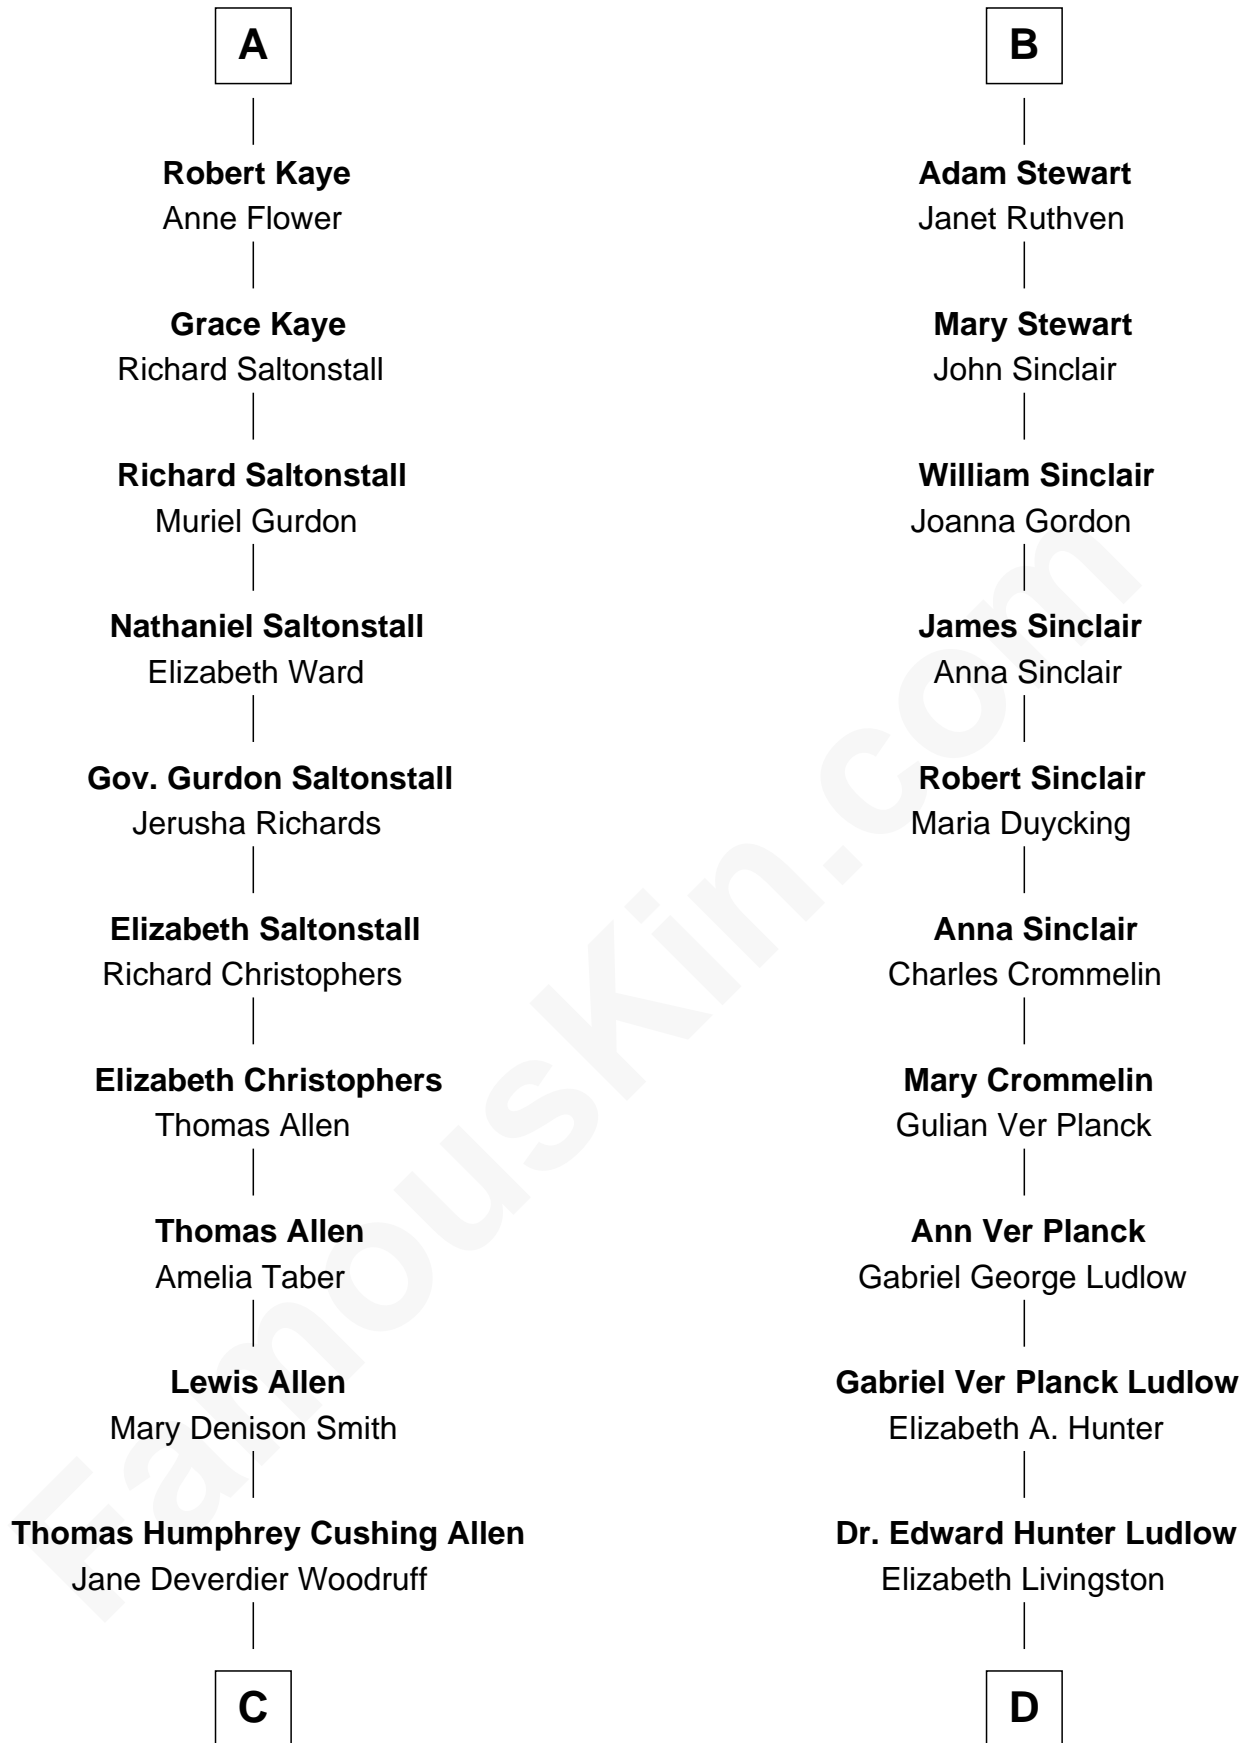 A
Robert Kaye
Anne Flower
Grace Kaye
Richard Saltonstall
Richard Saltonstall
Muriel Gurdon
Nathaniel Saltonstall
Elizabeth Ward
Gov. Gurdon Saltonstall
Jerusha Richards
Elizabeth Saltonstall
Richard Christophers
Elizabeth Christophers
Thomas Allen
Thomas Allen
Amelia Taber
Lewis Allen
Mary Denison Smith
Thomas Humphrey Cushing Allen
Jane Deverdier Woodruff
C
B
Adam Stewart
Janet Ruthven
Mary Stewart
John Sinclair
William Sinclair
Joanna Gordon
James Sinclair
Anna Sinclair
Robert Sinclair
Maria Duycking
Anna Sinclair
Charles Crommelin
Mary Crommelin
Gulian Ver Planck
Ann Ver Planck
Gabriel George Ludlow
Gabriel Ver Planck Ludlow
Elizabeth A. Hunter
Dr. Edward Hunter Ludlow
Elizabeth Livingston
D
FamousKin.com